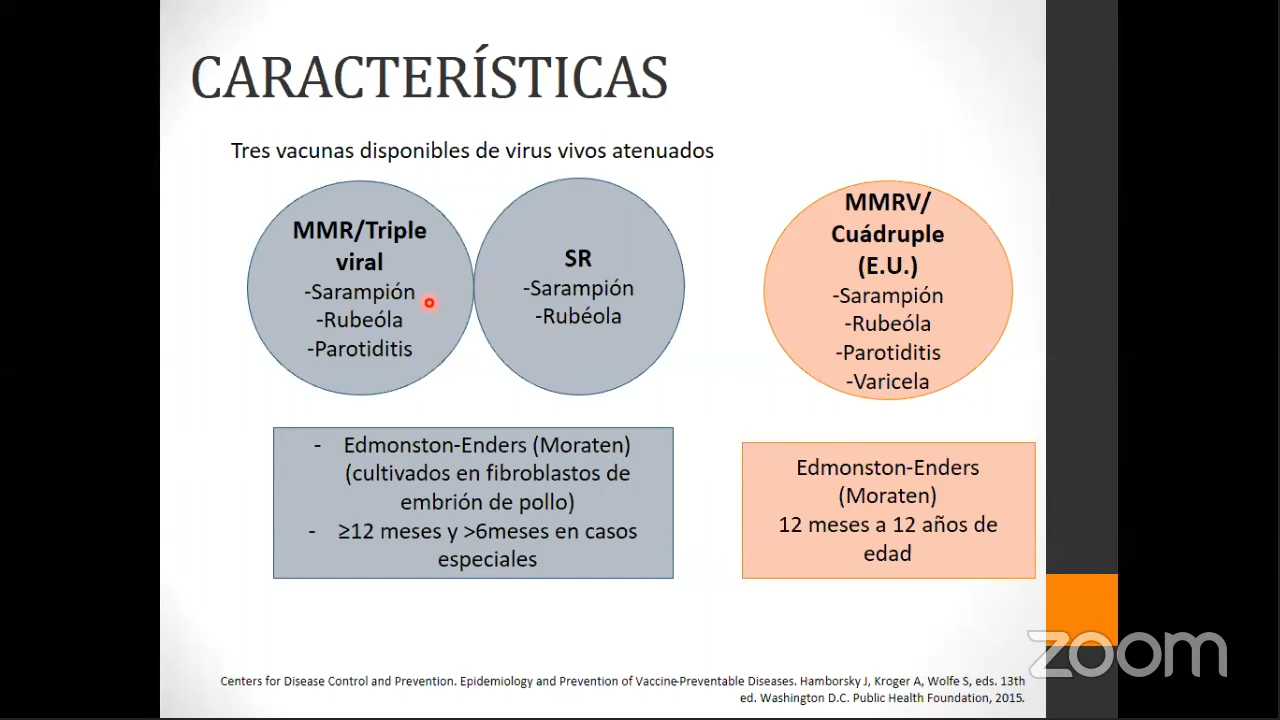 CARACTERÍSTICAS
Tres vacunas disponibles de virus vivos atenuados
MMR/Triple
viral
-Sarampión
-Rubeóla
-Parotiditis
SR
-Sarampión
-Rubéola
MMRV/
Cuádruple
(E.U.)
-Sarampión
-Rubeóla
-Parotiditis
-Varicela
- Edmonston-Enders (Moraten)
(cultivados en fibroblastos de
embrión de pollo)
- ≥12 meses y >6meses en casos
especiales
Edmonston-Enders
(Moraten)
12 meses a 12 años de
edad
Centers for Disease Control and Prevention. Epidemiology and Prevention of Vaccine-Preventable Diseases. Hamborsky J, Kroger A, Wolfe S, eds. 13th
ed. Washington D.C. Public Health Foundation, 2015.
zoom